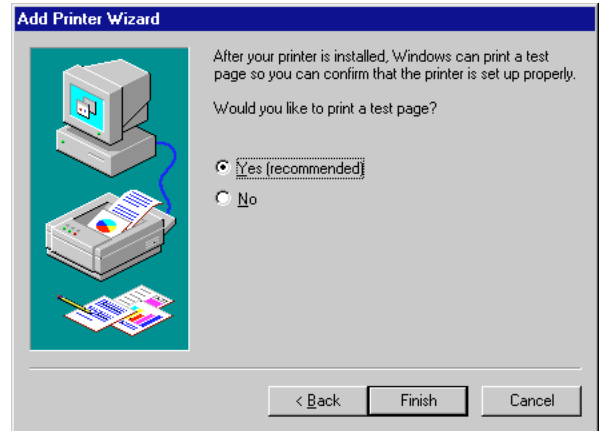 Add Printer Wizard
After your printer is installed, Windows can print a test
page so you can confirm that the printer is set up properly.
Would you like to print a test page?
Yes (recommended)
No
< Back
Finish
Cancel